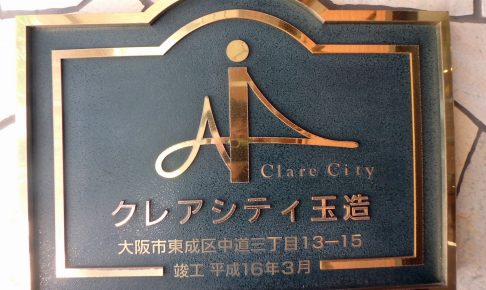 Clare City
クレアシティ玉造
大阪市東成区中道三丁目13-15
竣工 平成16年3月